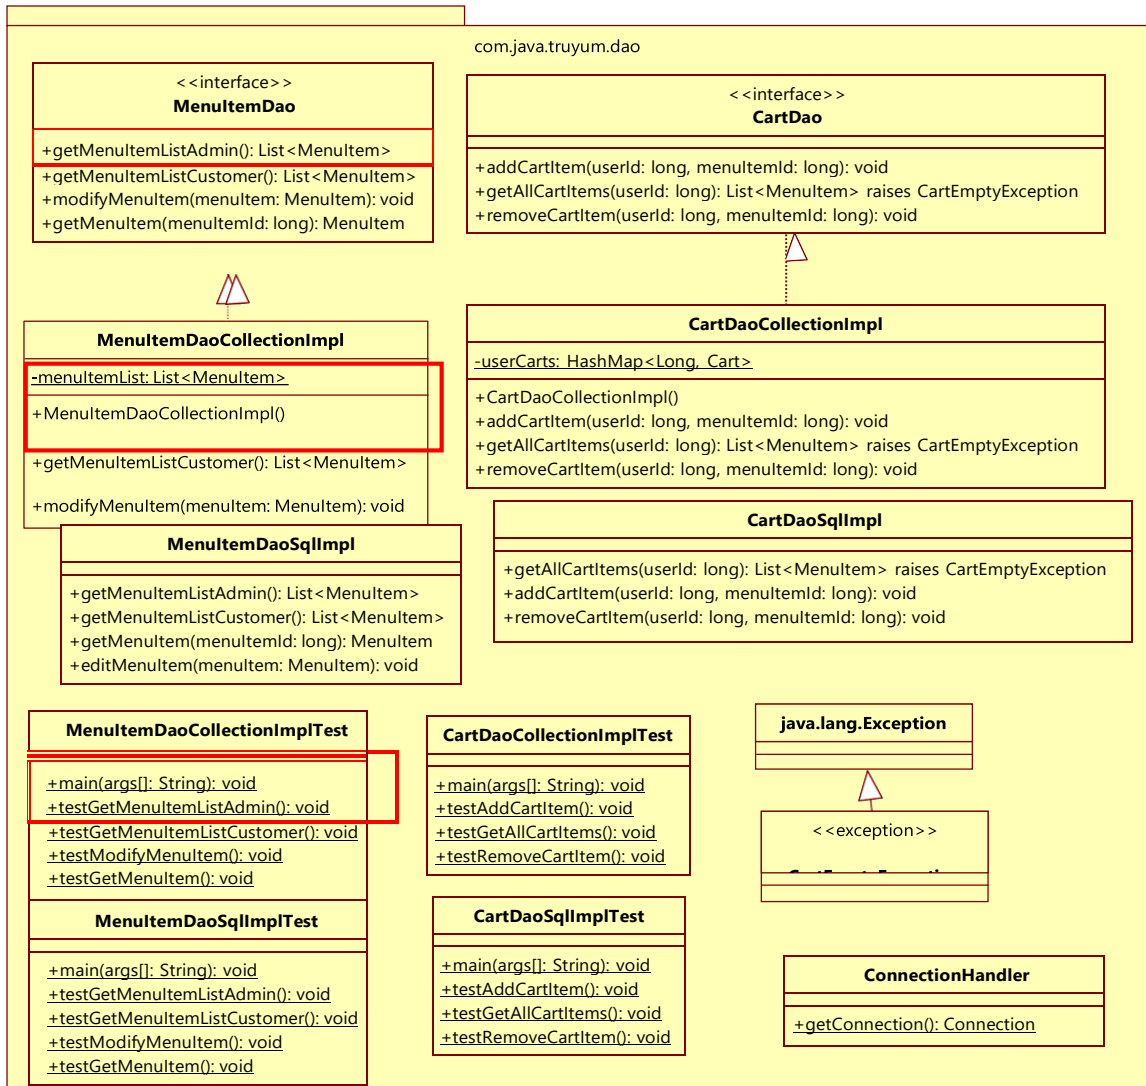 com.java.truyum.dao
<<interface>>
MenuItemDao
+getMenuItemListAdmin(): List<MenuItem>
+getMenuItemListCustomer(): List<MenuItem>
+modifyMenuItem(menuItem: MenuItem): void
+getMenuItem(menuItemId: long): MenuItem
<<interface>>
CartDao
+addCartItem(userId: long, menuItemId: long): void
+getAllCartItems(userId: long): List<MenuItem> raises CartEmptyException
+removeCartItem(userId: long, menuItemId: long): void
MenuItemDaoCollectionImpl
-menuItemList: List<MenuItem>
+MenuItemDaoCollectionImpl()
+getMenuItemListCustomer(): List<MenuItem>
+modifyMenuItem(menuItem: MenuItem): void
CartDaoCollectionImpl
-userCarts: HashMap<Long, Cart>
+CartDaoCollectionImpl()
+addCartItem(userId: long, menuItemId: long): void
+getAllCartItems(userId: long): List<MenuItem> raises CartEmptyException
+removeCartItem(userId: long, menuItemId: long): void
MenuItemDaoSqlImpl
+getMenuItemListAdmin(): List<MenuItem>
+getMenuItemListCustomer(): List<MenuItem>
+getMenuItem(menuItemId: long): MenuItem
+editMenuItem(menuItem: MenuItem): void
CartDaoSqlImpl
+getAllCartItems(userId: long): List<MenuItem> raises CartEmptyException
+addCartItem(userId: long, menuItemId: long): void
+removeCartItem(userId: long, menuItemId: long): void
MenuItemDaoCollectionImplTest
+main(args[]: String): void
+testGetMenuItemListAdmin(): void
+testGetMenuItemListCustomer(): void
+testModifyMenuItem(): void
+testGetMenuItem(): void
CartDaoCollectionImplTest
+main(args[]: String): void
+testAddCartItem(): void
+testGetAllCartItems(): void
+testRemoveCartItem(): void
java.lang.Exception
<<exception>>
MenuItemDaoSqlImplTest
+main(args[]: String): void
+testGetMenuItemListAdmin(): void
+testGetMenuItemListCustomer(): void
+testModifyMenuItem(): void
+testGetMenuItem(): void
CartDaoSqlImplTest
+main(args[]: String): void
+testAddCartItem(): void
+testGetAllCartItems(): void
+testRemoveCartItem(): void
ConnectionHandler
+getConnection(): Connection